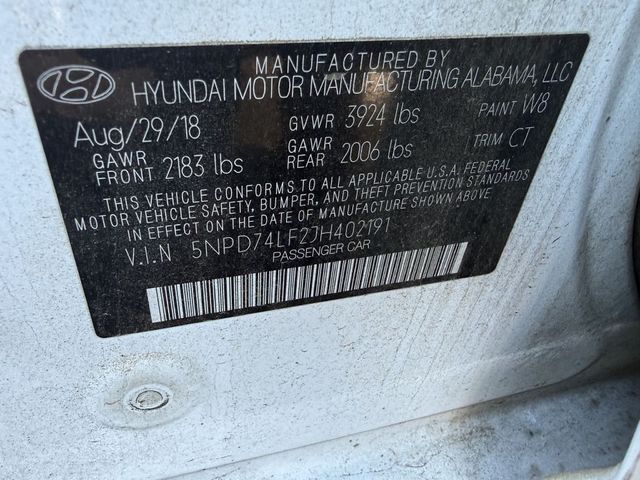 MANUFACTURED BY
HYUNDAI MOTOR MANUFACTURING ALABAMA, LLC
Aug/29/18 GVWR 3924 lbs PAINT W8
GAWR FRONT 2183 lbs GAWR REAR 2006 lbs TRIM CT
THIS VEHICLE CONFORMS TO ALL APPLICABLE U.S.A. FEDERAL
MOTOR VEHICLE SAFETY, BUMPER, AND THEFT PREVENTION STANDARDS
IN EFFECT ON THE DATE OF MANUFACTURE SHOWN ABOVE
V.I.N 5NPD74LF2JH402191
PASSENGER CAR